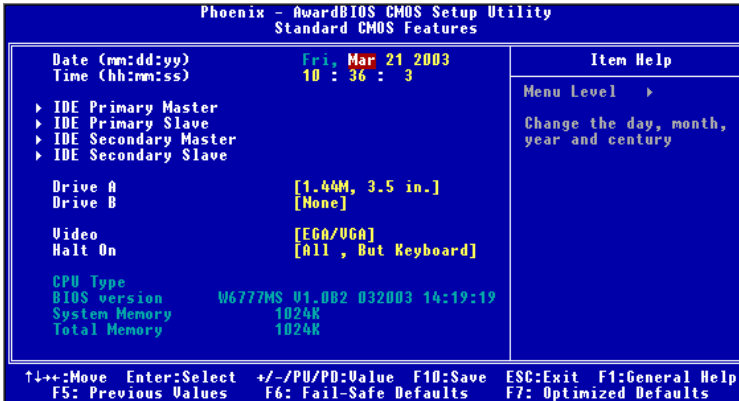 Phoenix - AwardBIOS CMOS Setup Utility
Standard CMOS Features
Date (mm:dd:yy) Fri, Mar 21 2003
Time (hh:mm:ss) 10 : 36 : 3
IDE Primary Master
IDE Primary Slave
IDE Secondary Master
IDE Secondary Slave
Drive A [1.44M, 3.5 in.]
Drive B [None]
Video [EGA/VGA]
Halt On [All , But Keyboard]
CPU Type
BIOS version W6777MS V1.0B2 032003 14:19:19
System Memory 1024K
Total Memory 1024K
Item Help
Menu Level ▸
Change the day, month,
year and century
↑↓→←:Move Enter:Select +/-/PU/PD:Value F10:Save ESC:Exit F1:General Help
F5: Previous Values F6: Fail-Safe Defaults F7: Optimized Defaults